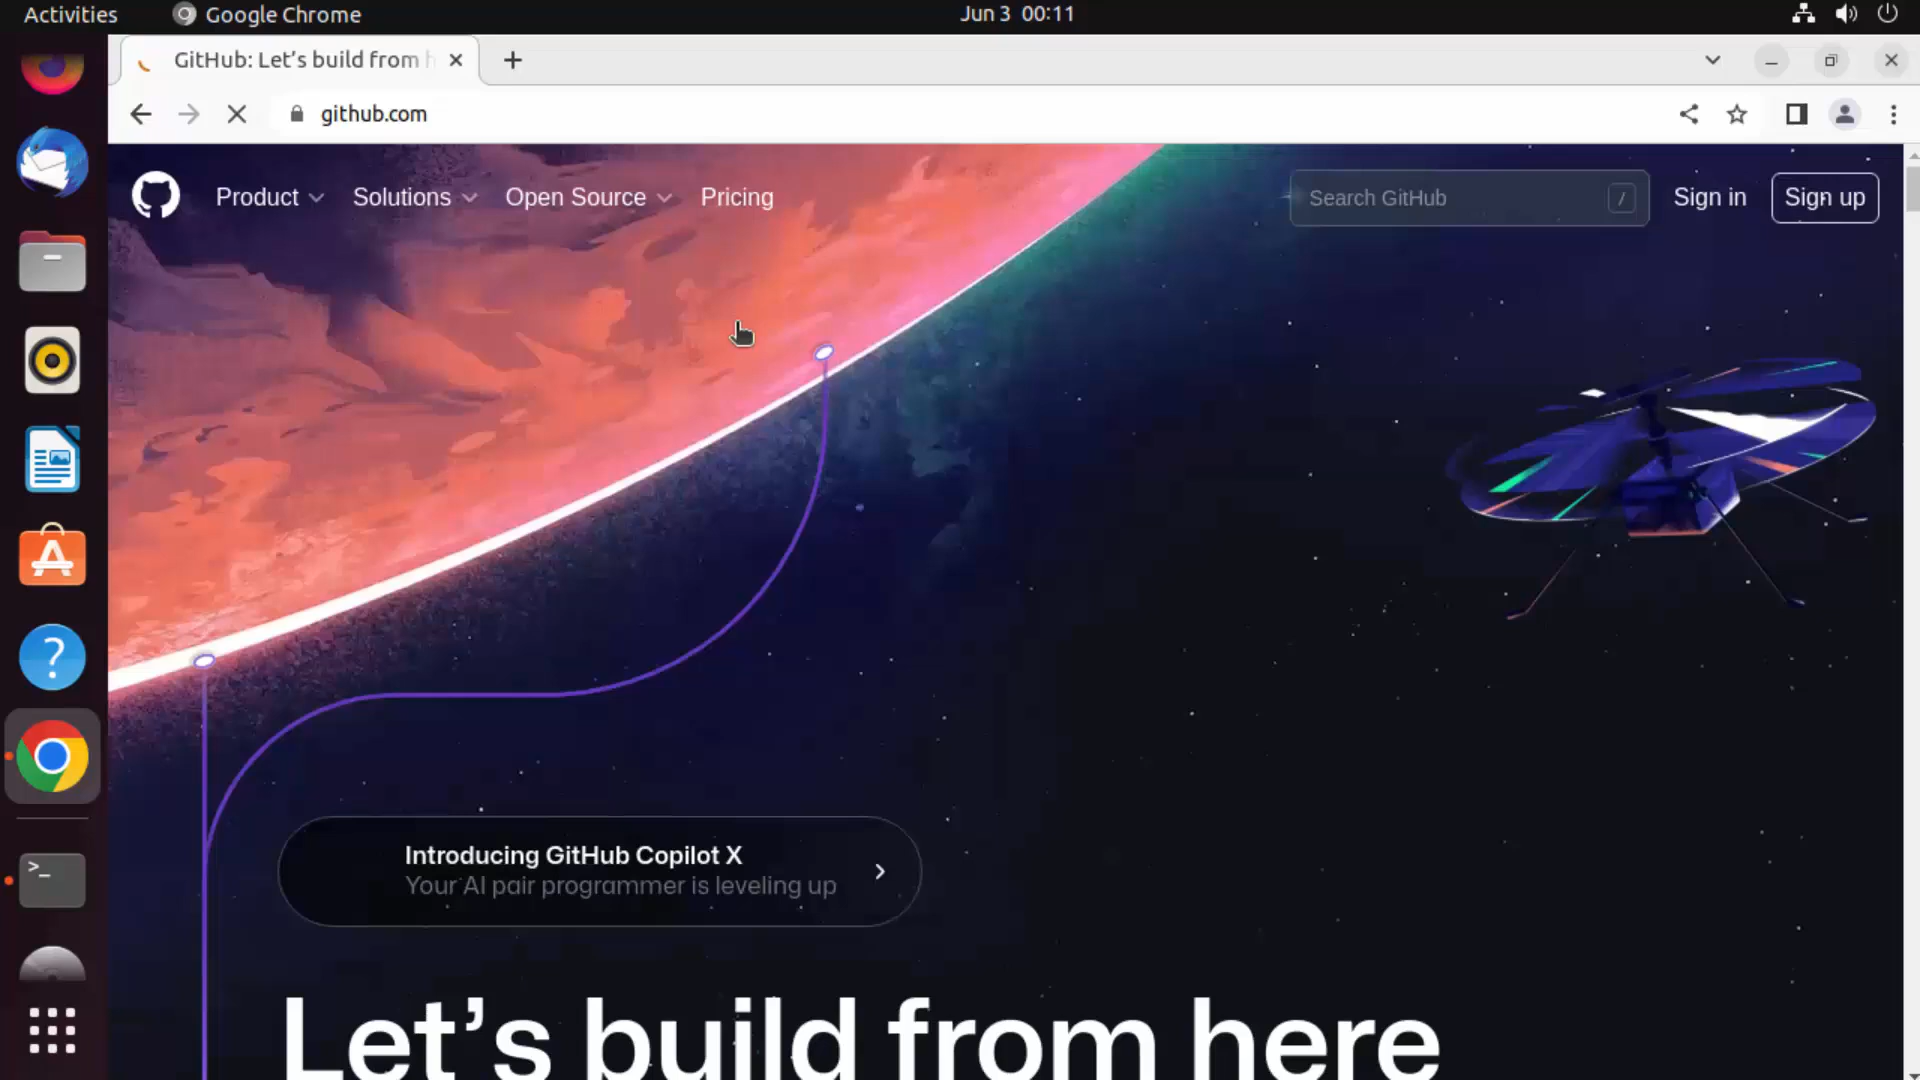 Activities
Google Chrome
Jun 3 00:11
GitHub: Let's build from h
github.com
Product
Solutions
Open Source
Pricing
Search GitHub
/
Sign in
Sign up
Introducing GitHub Copilot X
Your AI pair programmer is leveling up
Let's build from here